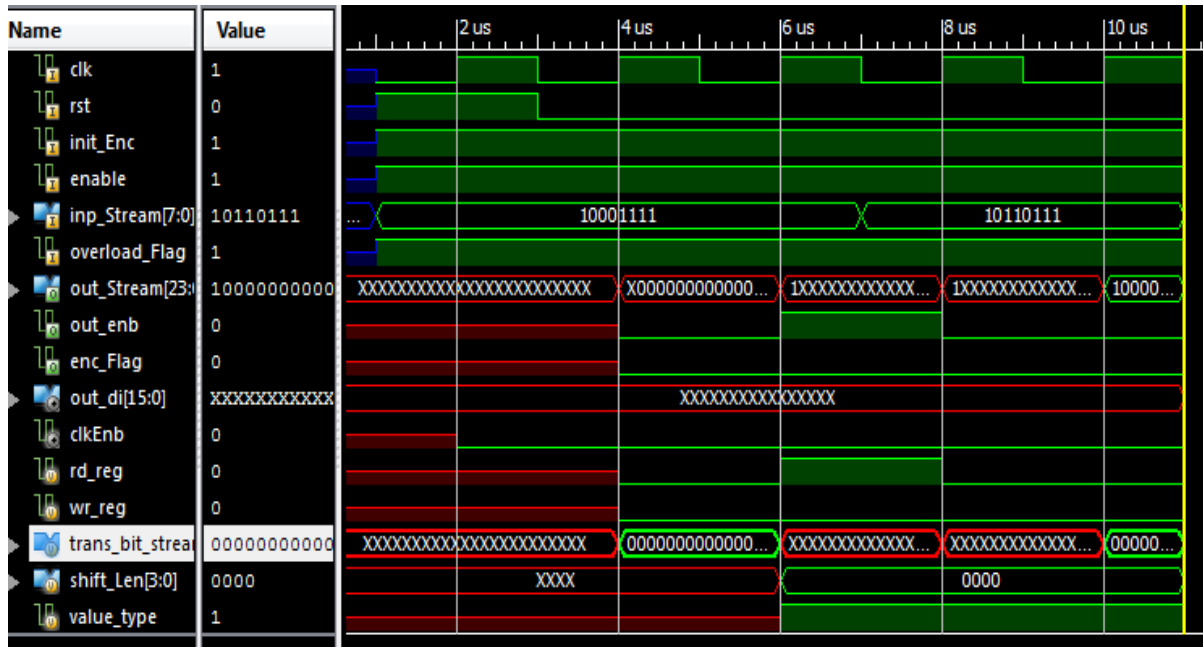 Name Value 2 us 4 us 6 us 8 us 10 us
clk 1
rst 0
init_Enc 1
enable 1
inp_Stream[7:0] 10110111 ... 10001111 10110111
overload_Flag 1
out_Stream[23: 10000000000 XXXXXXXXXXXXXXXXXXXXXXXX X000000000000... 1XXXXXXXXXXXX... 1XXXXXXXXXXXX... 10000...
out_enb 0
enc_Flag 0
out_di[15:0] XXXXXXXXXXX XXXXXXXXXXXXXXXX
clkEnb 0
rd_reg 0
wr_reg 0
trans_bit_strear 00000000000 XXXXXXXXXXXXXXXXXXXXXXX 0000000000000... XXXXXXXXXXXXX... XXXXXXXXXXXXX... 00000...
shift_Len[3:0] 0000 XXXX 0000
value_type 1